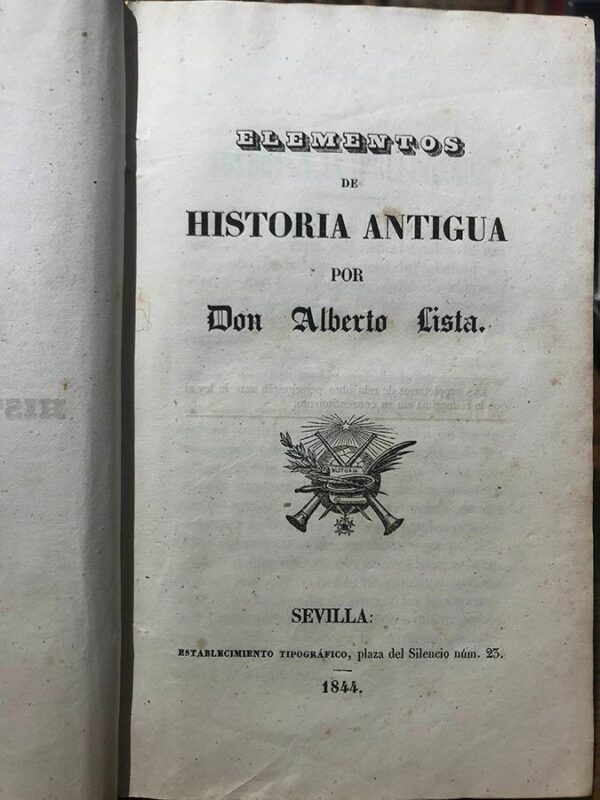 ELEMENTOS
DE
HISTORIA ANTIGUA
POR
Don Alberto Lista.
HISTORIA
SEVILLA:
ESTABLECIMIENTO TIPOGRÁFICO, plaza del Silencio núm. 23.
1844.